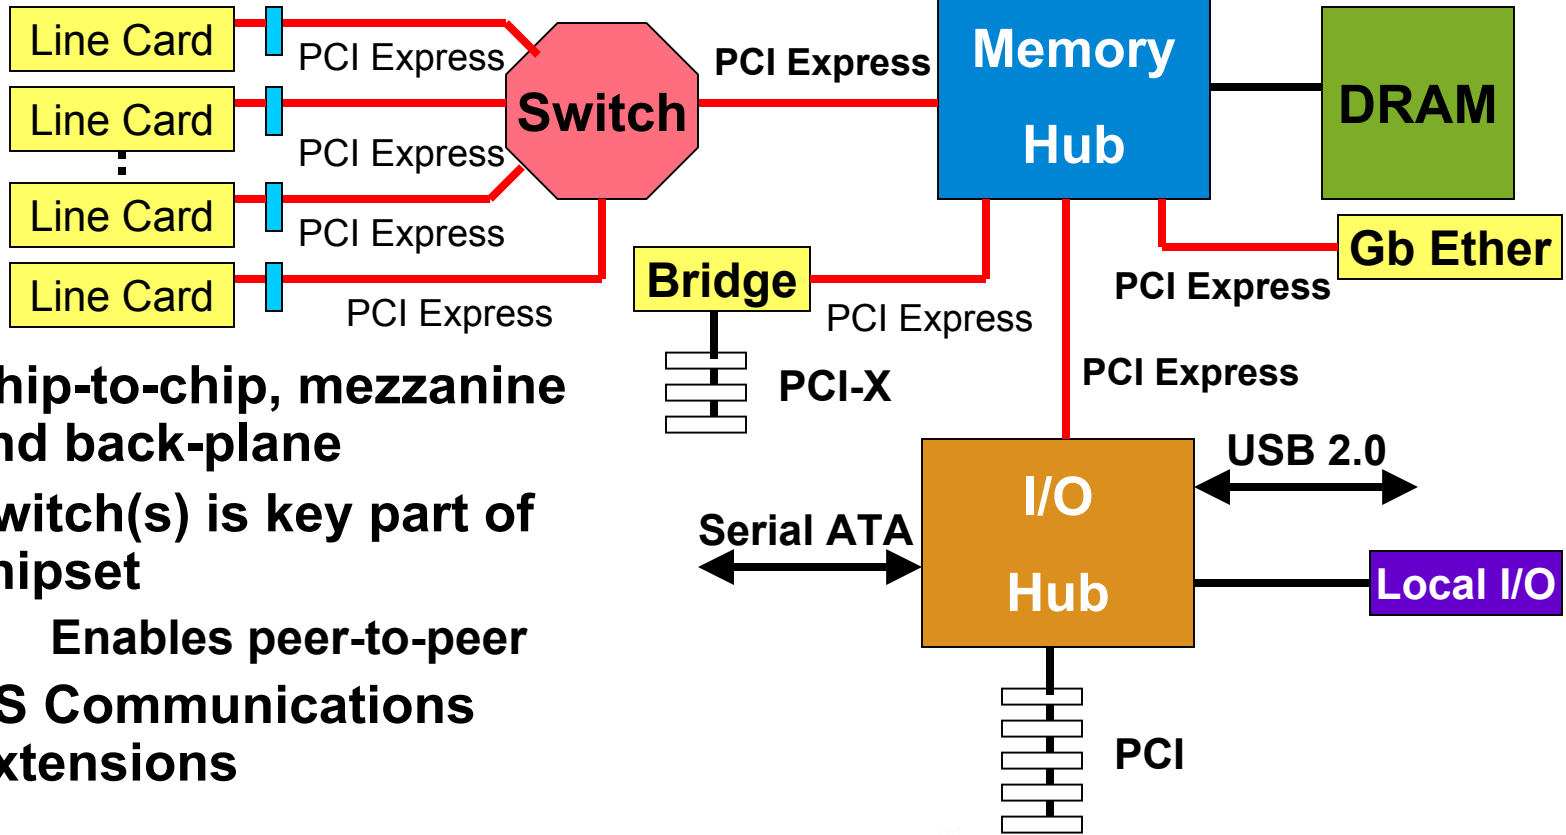 Line Card
PCI Express
Line Card
PCI Express
Line Card
PCI Express
Line Card
PCI Express
Switch
PCI Express
Memory
Hub
DRAM
Gb Ether
PCI Express
Bridge
PCI Express
PCI-X
PCI Express
I/O
Hub
USB 2.0
Serial ATA
Local I/O
PCI
hip-to-chip, mezzanine
nd back-plane
witch(s) is key part of
hipset
Enables peer-to-peer
S Communications
xtensions